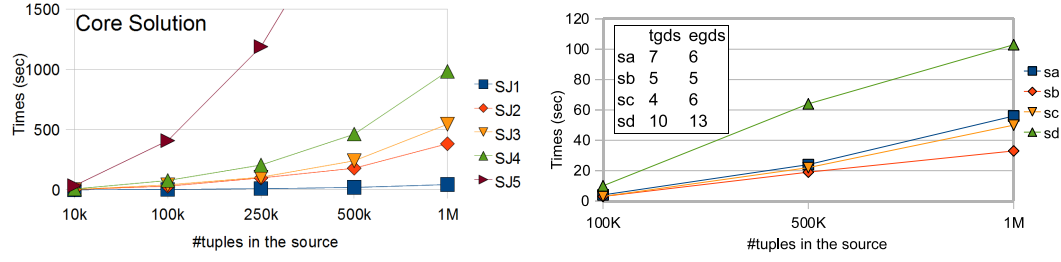 Core Solution
Times (sec)
1500
1000
500
0
10k 100k 250k 500k 1M
#tuples in the source
SJ1
SJ2
SJ3
SJ4
SJ5
Times (sec)
120
100
80
60
40
20
0
100K 500K 1M
#tuples in the source
tgds egds
sa 7 6
sb 5 5
sc 4 6
sd 10 13
sa
sb
sc
sd